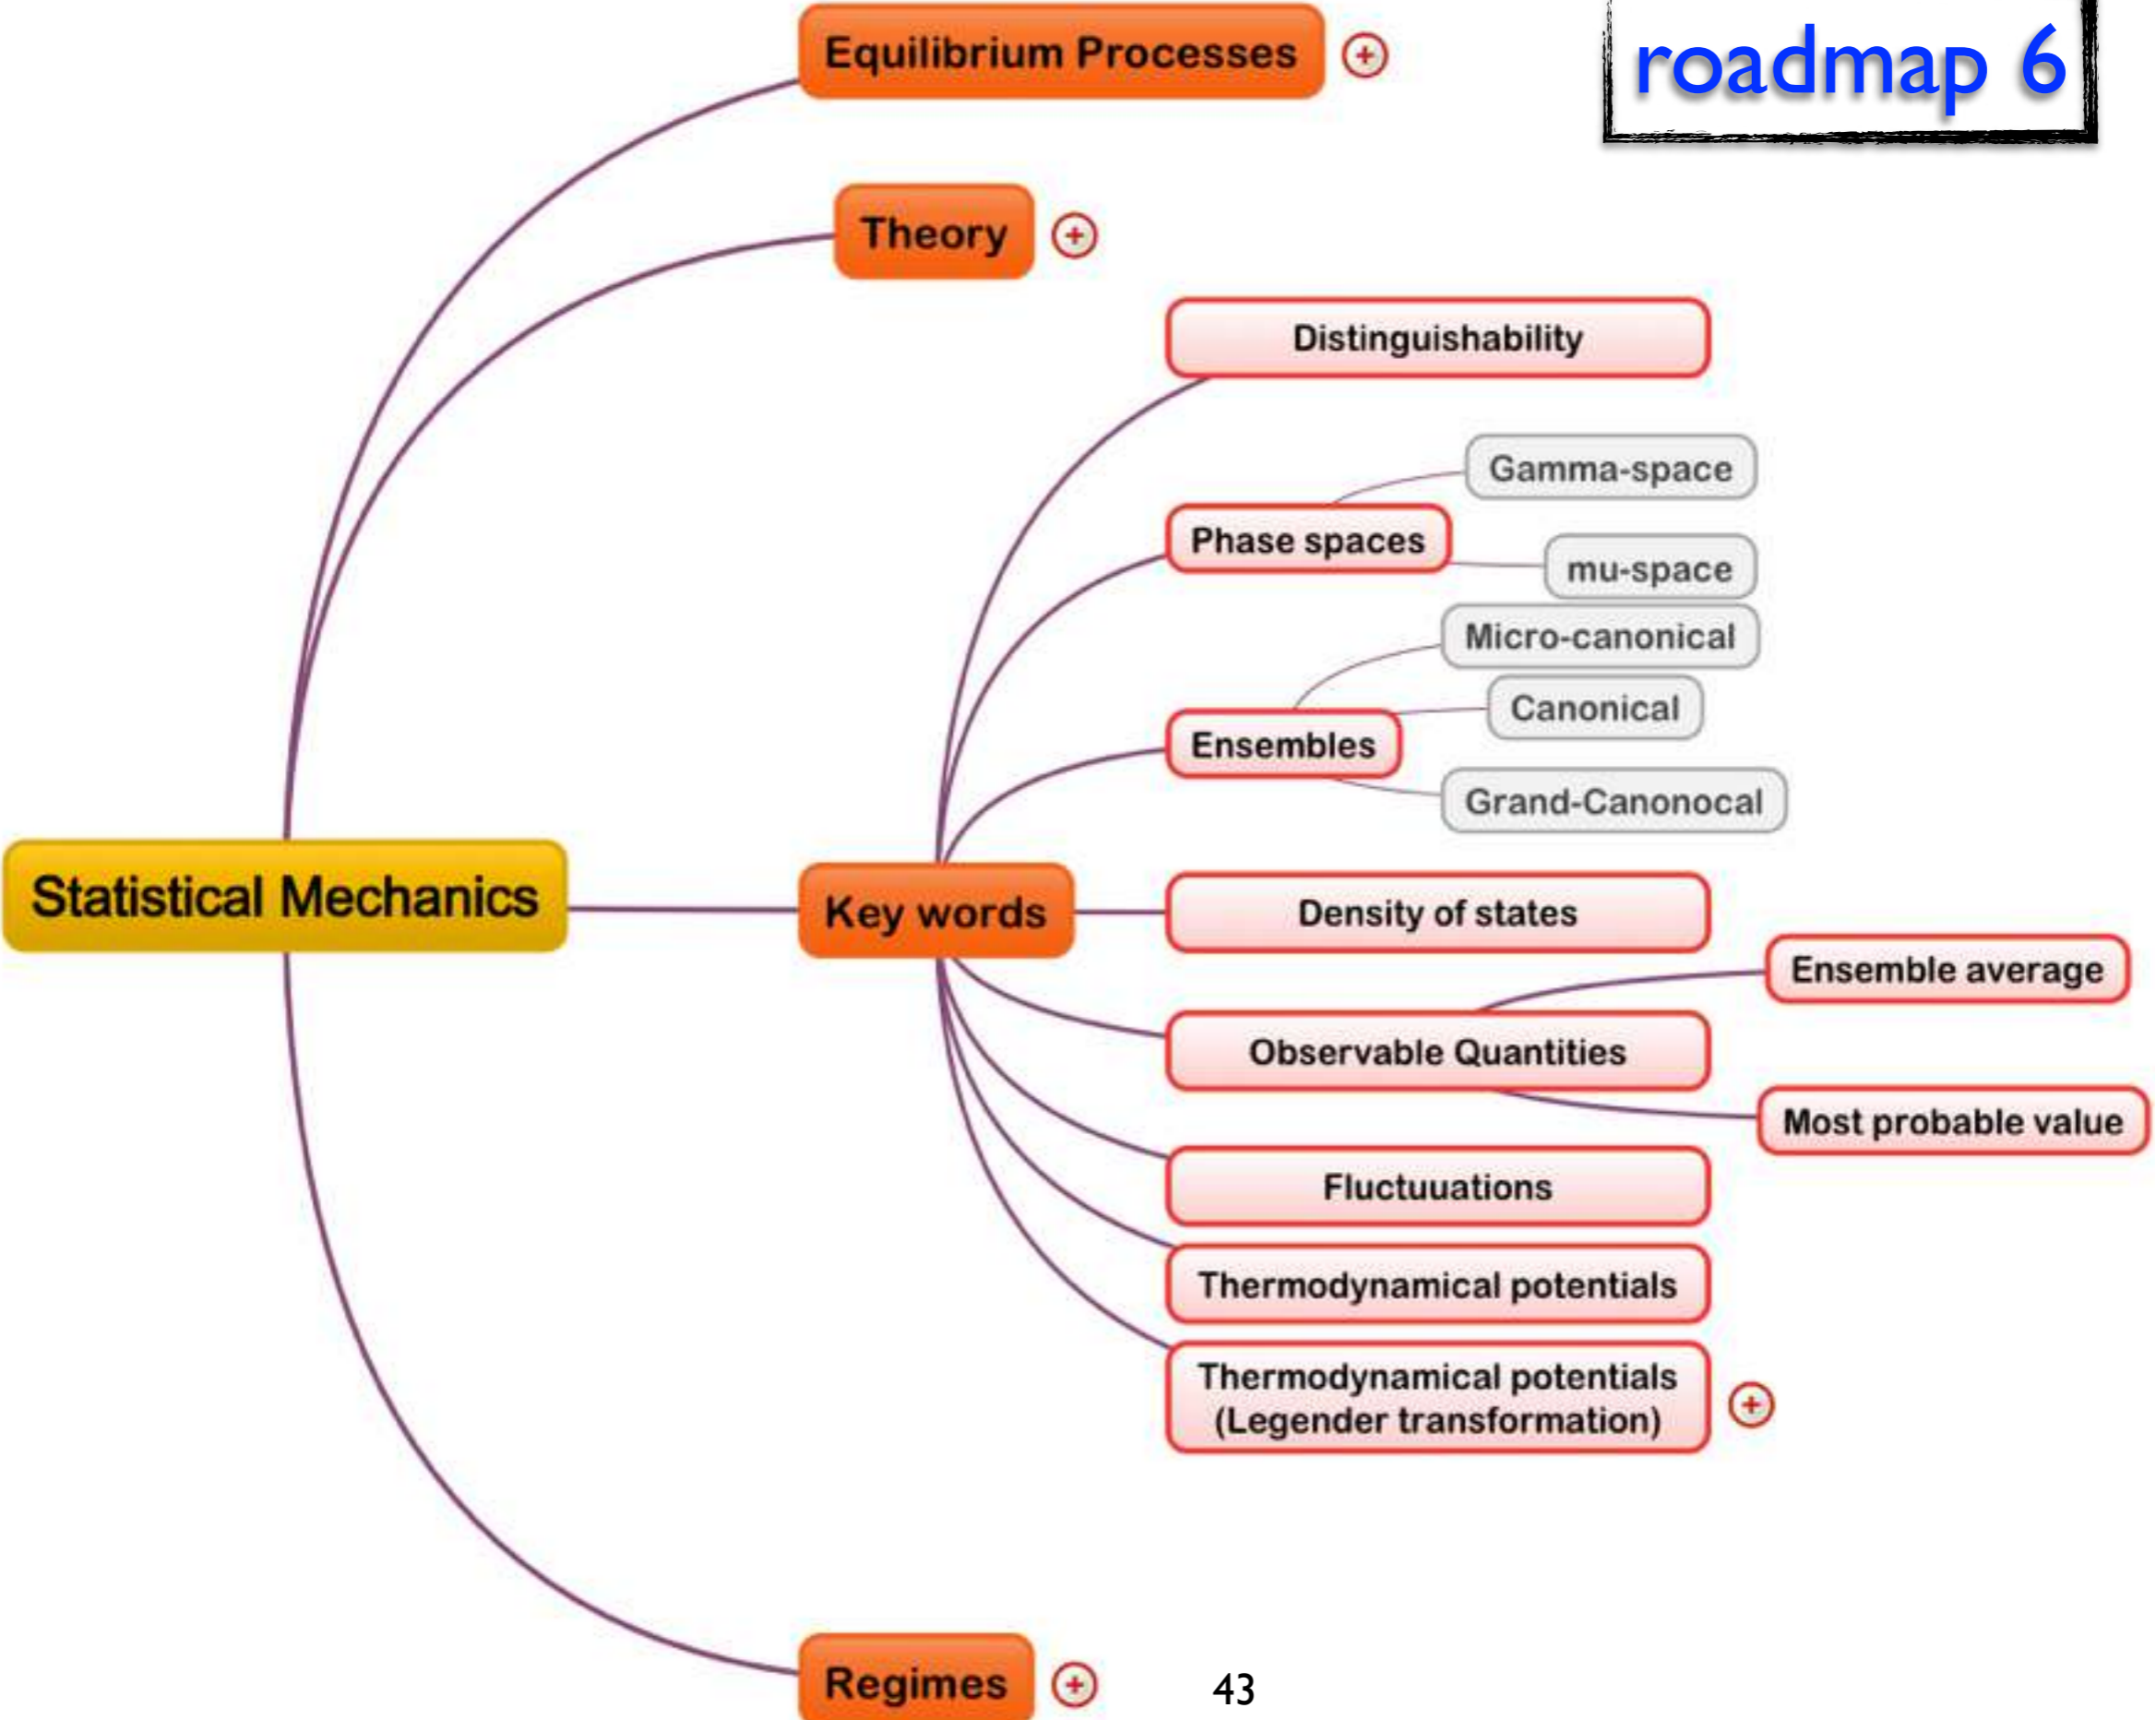 roadmap 6
Equilibrium Processes
Theory
Distinguishability
Gamma-space
Phase spaces
mu-space
Micro-canonical
Canonical
Ensembles
Grand-Canonocal
Statistical Mechanics
Key words
Density of states
Ensemble average
Observable Quantities
Most probable value
Fluctuuations
Thermodynamical potentials
Thermodynamical potentials
(Legender transformation)
Regimes
43